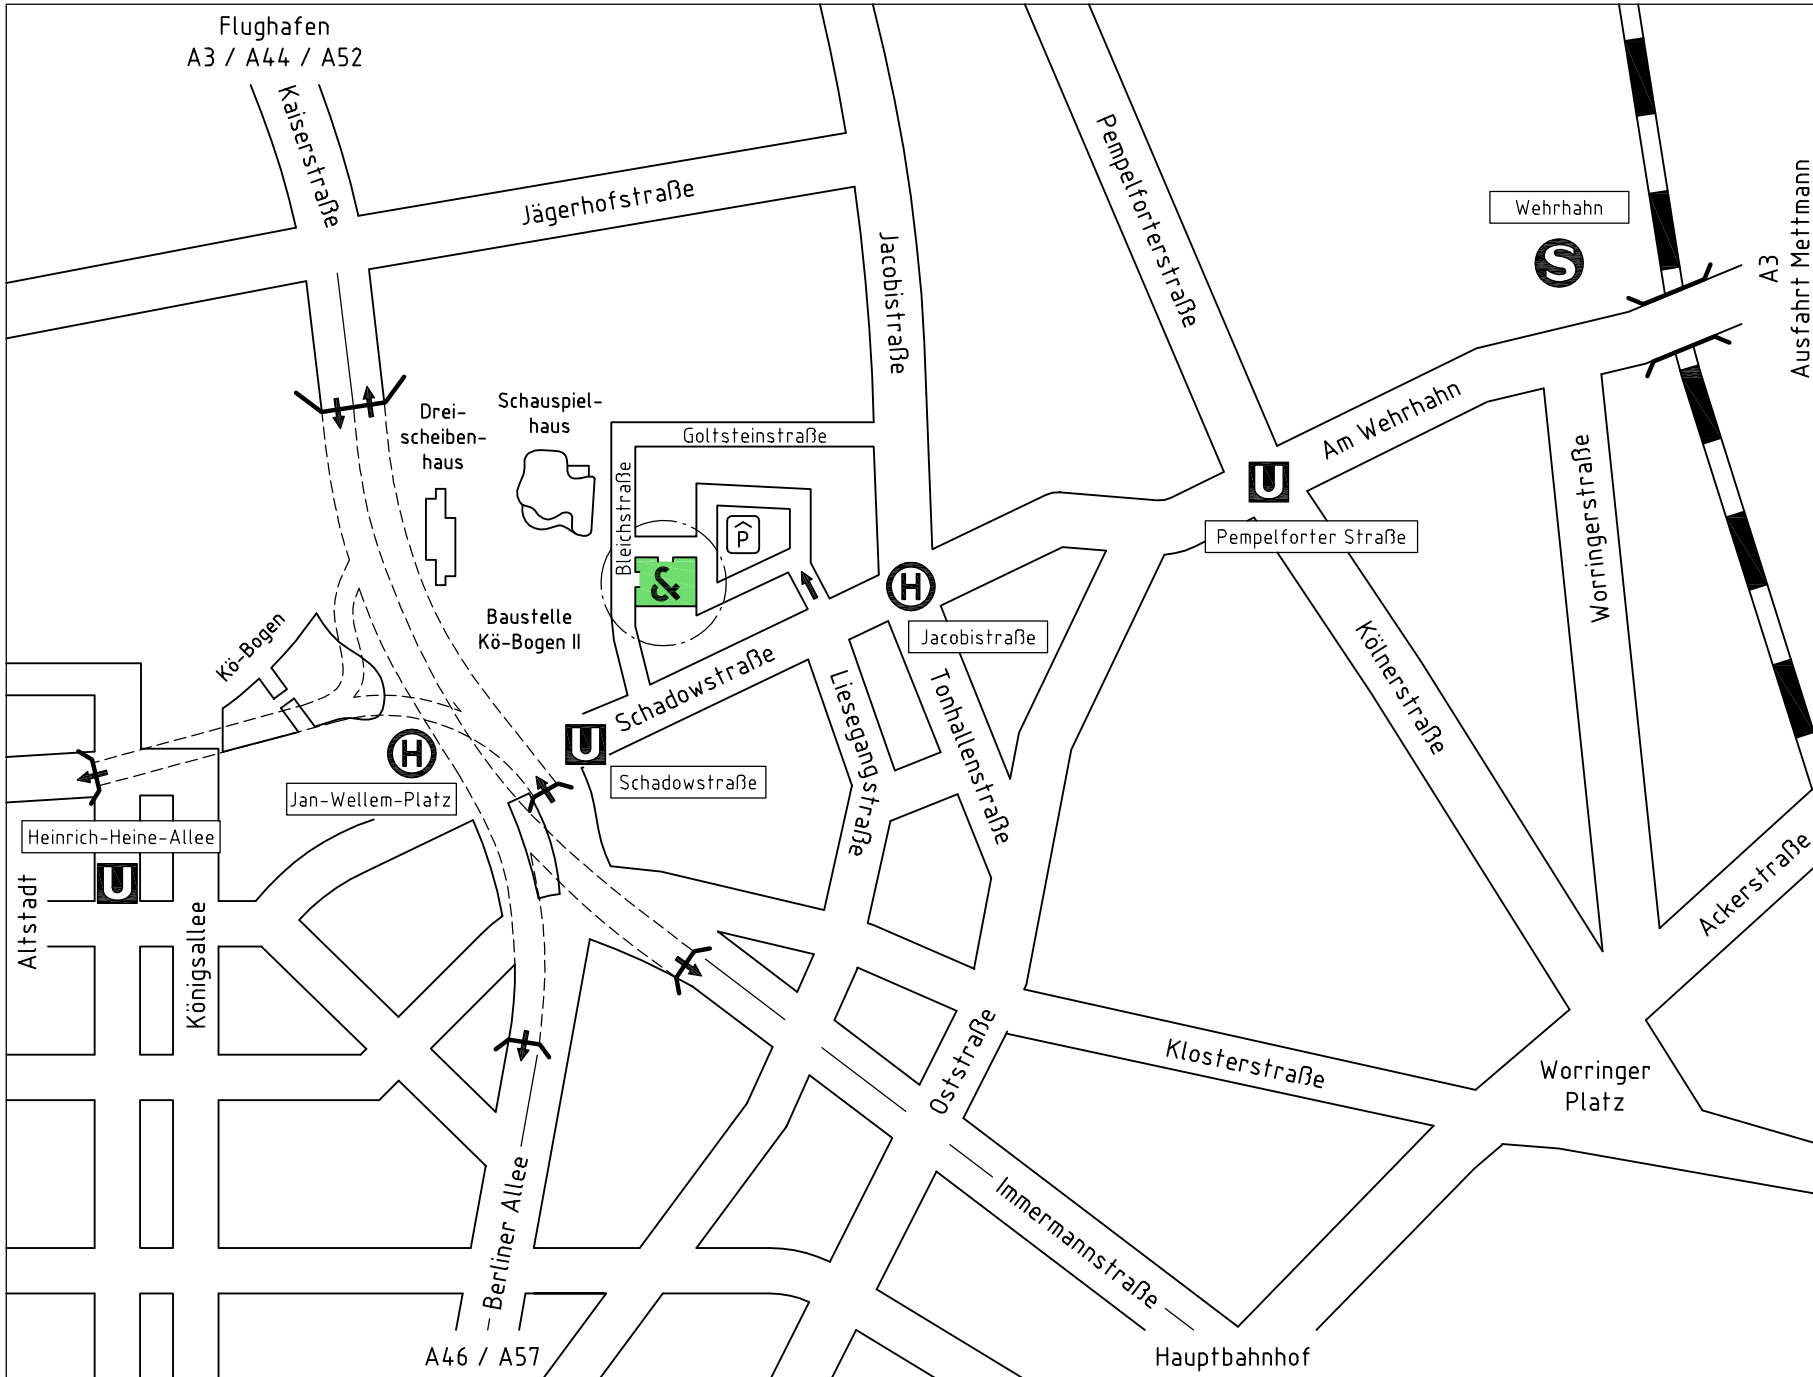 Flughafen
A3 / A44 / A52
Kaiserstraße
Jägerhofstraße
Jacobistraße
Pempelforterstraße
Wehrhahn
S
A3
Ausfahrt Mettmann
Drei-
scheiben-
haus
Schauspiel-
haus
Goltsteinstraße
Bleichstraße
P
&
Am Wehrhahn
U
Pempelforter Straße
Worringerstraße
H
Jacobistraße
Baustelle
Kö-Bogen II
Kö-Bogen
Schadowstraße
U
Schadowstraße
Liesegangstraße
Tonhallenstraße
Kölnerstraße
H
Jan-Wellem-Platz
Heinrich-Heine-Allee
U
Altstadt
Königsallee
Ackerstraße
Oststraße
Klosterstraße
Worringer
Platz
Immermannstraße
Berliner Allee
A46 / A57
Hauptbahnhof